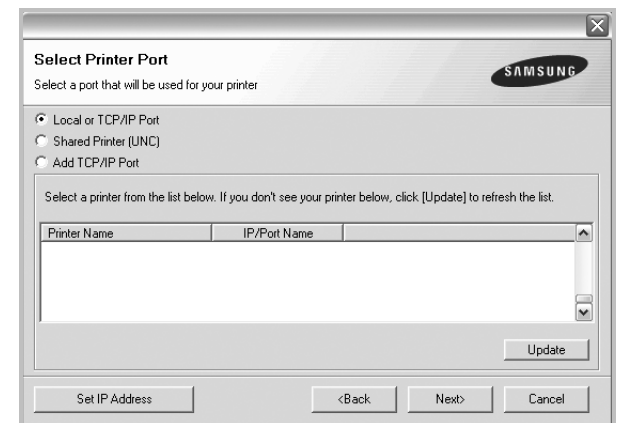 Select Printer Port
SAMSUNG
Select a port that will be used for your printer
Local or TCP/IP Port
Shared Printer (UNC)
Add TCP/IP Port
Select a printer from the list below. If you don't see your printer below, click [Update] to refresh the list.
Printer Name IP/Port Name
Update
Set IP Address <Back Next> Cancel